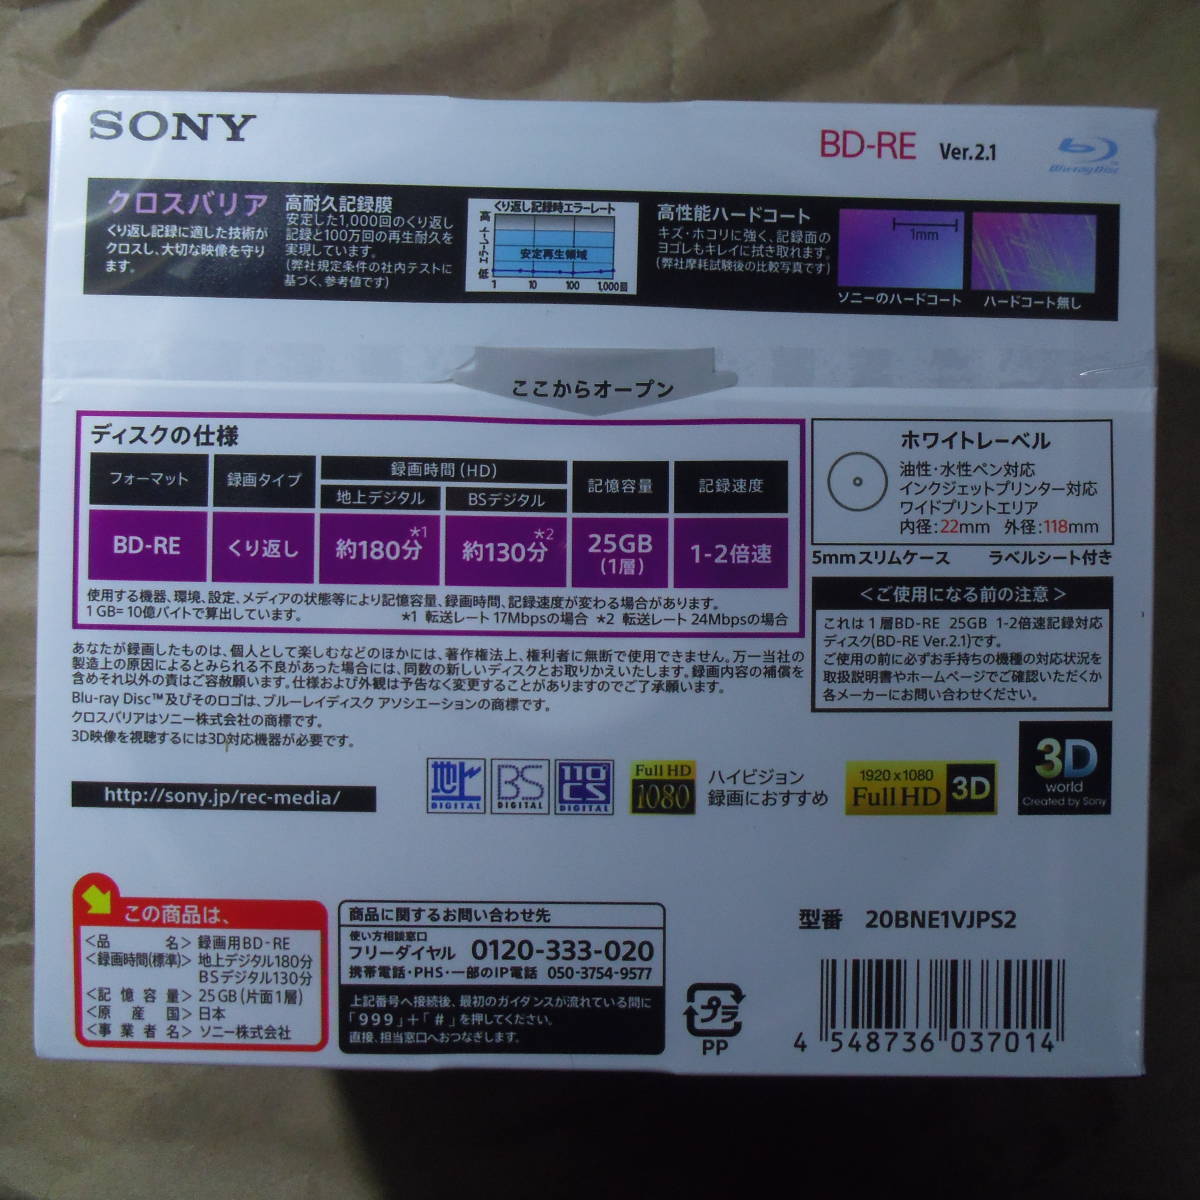 SONY
BD-RE Ver.2.1
Blu-ray Disc
クロスバリア
くり返し記録に適した技術が
クロスし、大切な映像を守り
ます。
高耐久記録膜
安定した1,000回のくり返し
記録と100万回の再生耐久を
実現しています。
(弊社規定条件の社内テストに
基づく、参考値です)
くり返し記録時エラーレート
高
エラーレート
低
安定再生領域
1 10 100 1,000回
高性能ハードコート
キズ・ホコリに強く、記録面の
ヨゴレもキレイに拭き取れます。
(弊社摩耗試験後の比較写真です)
1mm
ソニーのハードコート
ハードコート無し
ここからオープン
ディスクの仕様
フォーマット 録画タイプ 録画時間(HD) 記憶容量 記録速度
地上デジタル BSデジタル
BD-RE くり返し 約180分*1 約130分*2 25GB 1-2倍速
(1層)
使用する機器、環境、設定、メディアの状態等により記憶容量、録画時間、記録速度が変わる場合があります。
1 GB=10億バイトで算出しています。 *1 転送レート 17Mbpsの場合 *2 転送レート 24Mbpsの場合
ホワイトレーベル
油性・水性ペン対応
インクジェットプリンター対応
ワイドプリントエリア
内径:22mm 外径:118mm
5mmスリムケース ラベルシート付き
<ご使用になる前の注意>
これは1層BD-RE 25GB 1-2倍速記録対応
ディスク(BD-RE Ver.2.1)です。
ご使用の前に必ずお手持ちの機種の対応状況を
取扱説明書やホームページでご確認いただくか
各メーカーにお問い合わせください。
あなたが録画したものは、個人として楽しむなどのほかには、著作権法上、権利者に無断で使用できません。万一当社の
製造上の原因によるとみられる不良があった場合には、同数の新しいディスクとお取りかえいたします。録画内容の補償を
含めそれ以外の責はご容赦願います。仕様および外観は予告なく変更することがありますのでご了承願います。
Blu-ray Disc™及びそのロゴは、ブルーレイディスク アソシエーションの商標です。
クロスバリアはソニー株式会社の商標です。
3D映像を視聴するには3D対応機器が必要です。
http://sony.jp/rec-media/
地上 DIGITAL
BS DIGITAL
110 CS DIGITAL
Full HD 1080
ハイビジョン
録画におすすめ
1920x1080
Full HD 3D
3D
world
Created by Sony
この商品は、
<品名> 録画用BD-RE
<録画時間(標準)> 地上デジタル180分
BSデジタル130分
<記憶容量> 25GB(片面1層)
<原産国> 日本
<事業者名> ソニー株式会社
商品に関するお問い合わせ先
使い方相談窓口
フリーダイヤル 0120-333-020
携帯電話・PHS・一部のIP電話 050-3754-9577
上記番号へ接続後、最初のガイダンスが流れている間に
「999」+「#」を押してください。
直接、担当窓口へおつなぎします。
プラ
PP
型番 20BNE1VJPS2
4 548736 037014